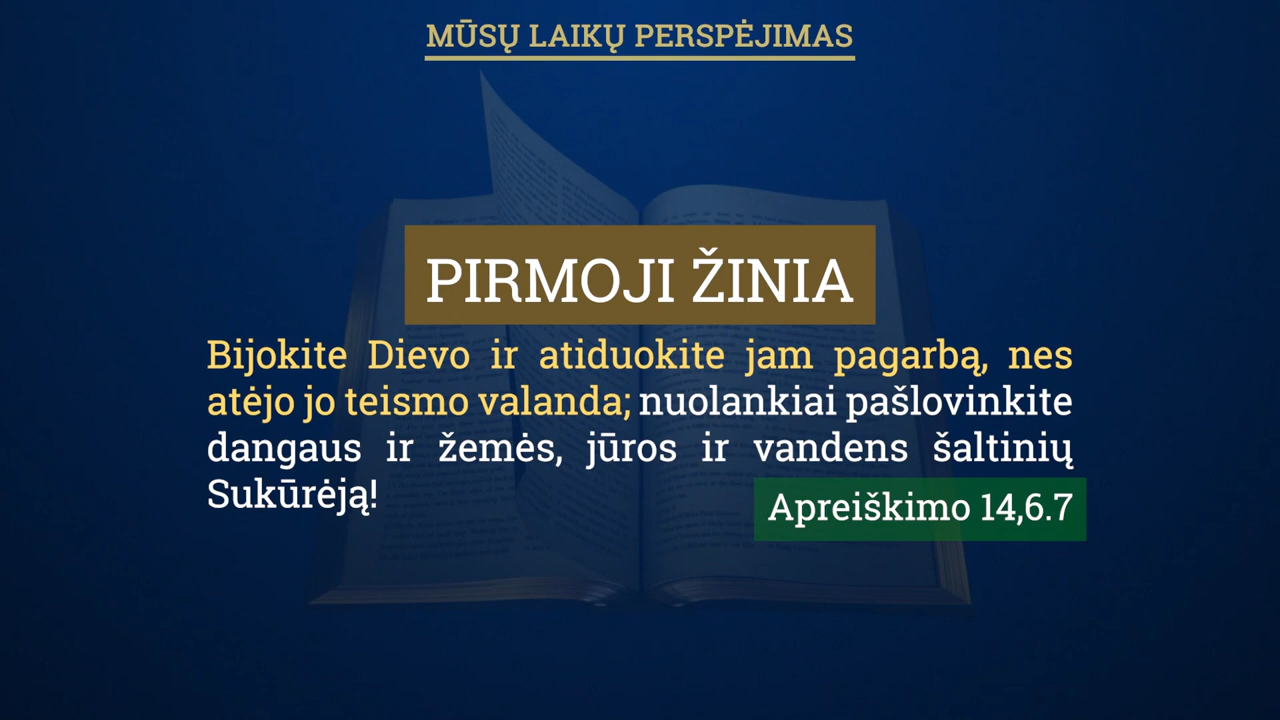 MŪSŲ LAIKŲ PERSPĖJIMAS
PIRMOJI ŽINIA
Bijokite Dievo ir atiduokite jam pagarbą, nes
atėjo jo teismo valanda; nuolankiai pašlovinkite
dangaus ir žemės, jūros ir vandens šaltinių
Sukūrėją!
Apreiškimo 14,6.7